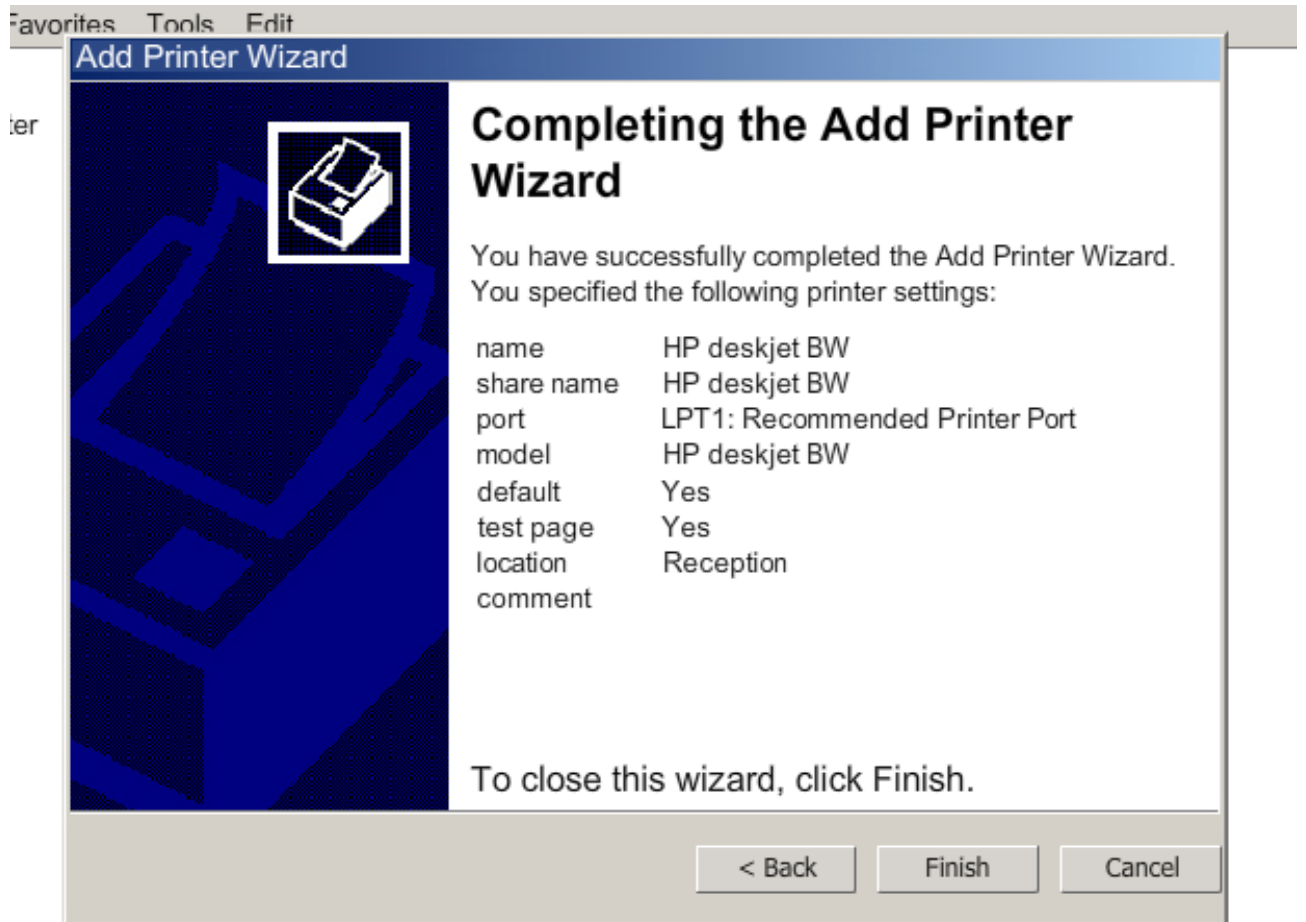 Favorites Tools Edit
Add Printer Wizard
ter
Completing the Add Printer
Wizard
You have successfully completed the Add Printer Wizard.
You specified the following printer settings:
name HP deskjet BW
share name HP deskjet BW
port LPT1: Recommended Printer Port
model HP deskjet BW
default Yes
test page Yes
location Reception
comment
To close this wizard, click Finish.
< Back Finish Cancel